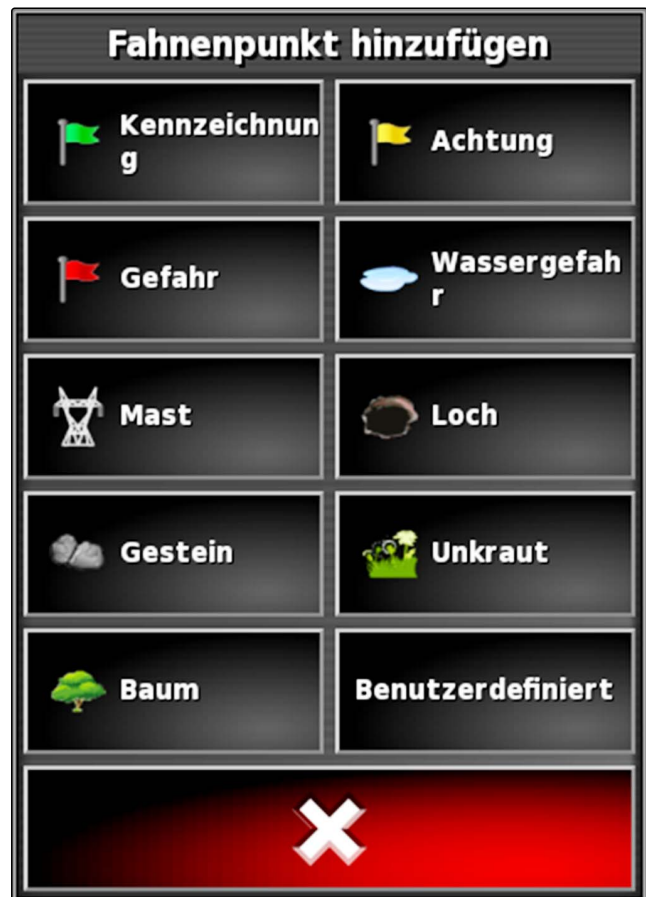 Fahnenpunkt hinzufügen
Kennzeichnun
g
Achtung
Gefahr
Wassergefah
r
Mast
Loch
Gestein
Unkraut
Baum
Benutzerdefiniert